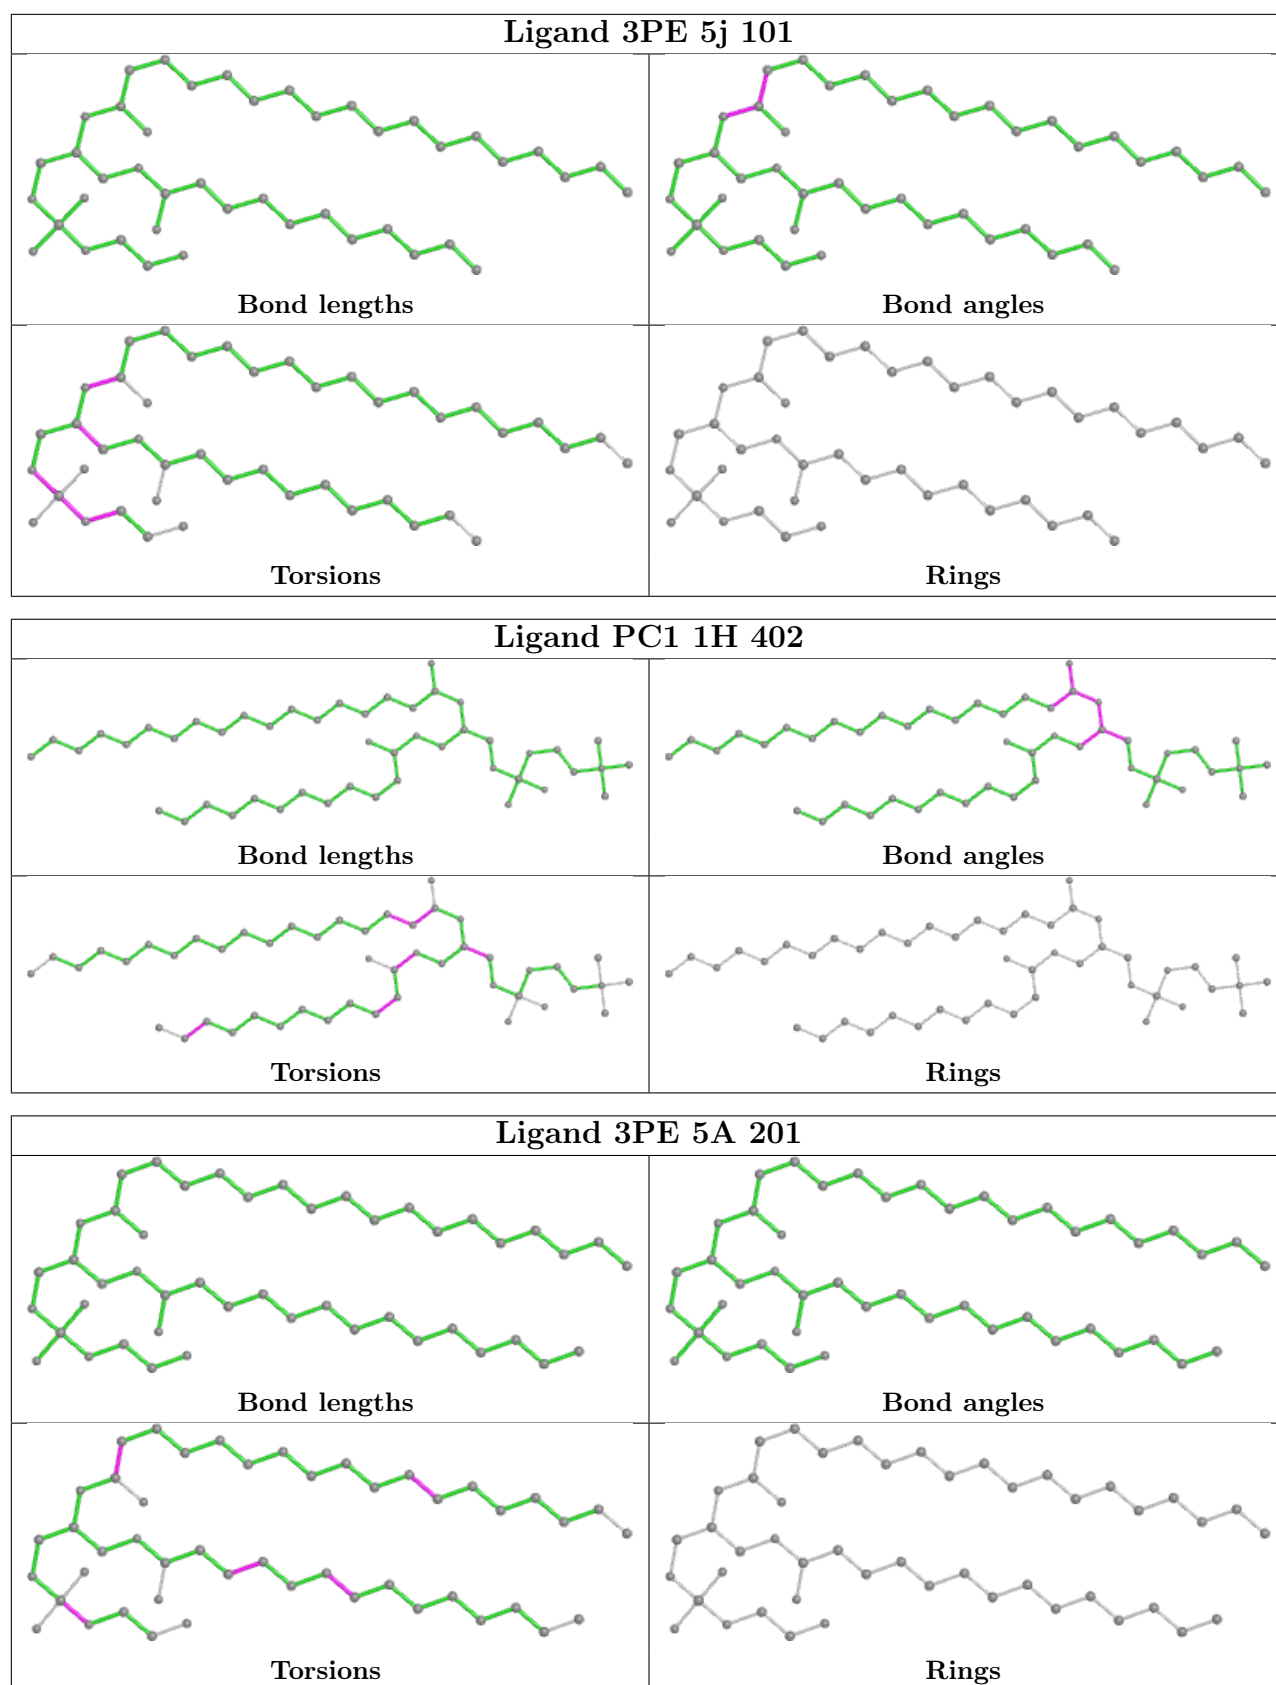 Ligand 3PE 5j 101
Bond lengths
Bond angles
Torsions
Rings
Ligand PC1 1H 402
Bond lengths
Bond angles
Torsions
Rings
Ligand 3PE 5A 201
Bond lengths
Bond angles
Torsions
Rings